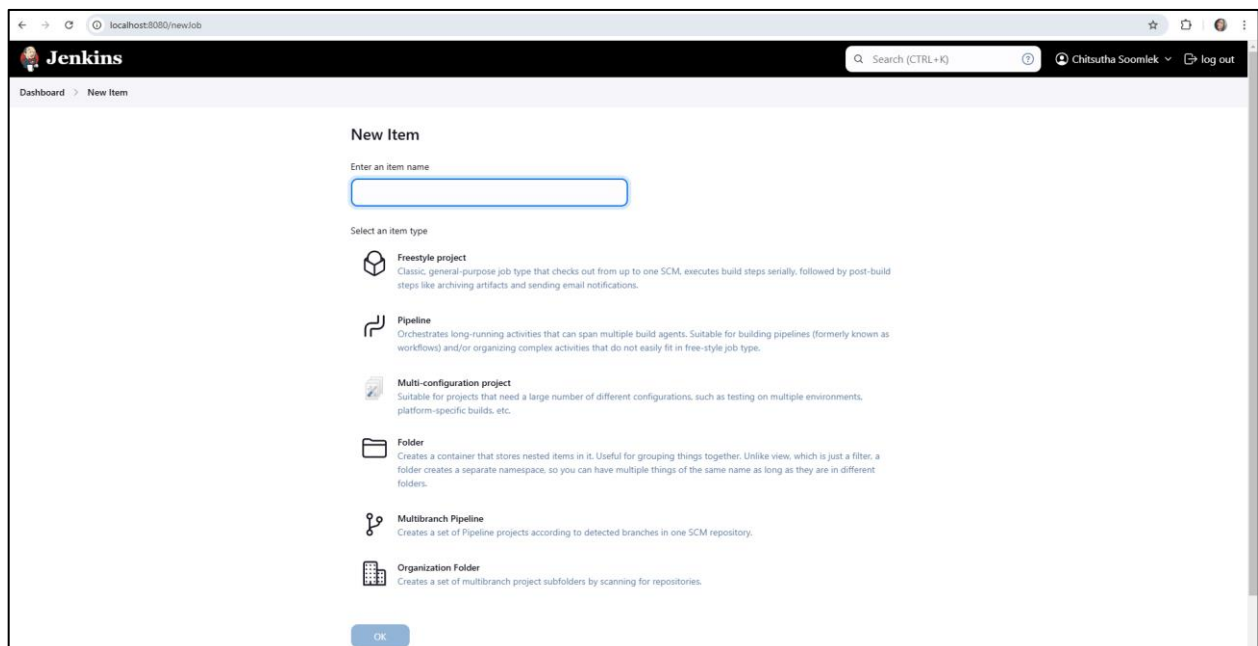 localhost:8080/newJob
Jenkins
Search (CTRL+K)
Chitsutha Soomlek
log out
Dashboard > New Item
New Item
Enter an item name
Select an item type
Freestyle project
Classic, general-purpose job type that checks out from up to one SCM, executes build steps serially, followed by post-build
steps like archiving artifacts and sending email notifications.
Pipeline
Orchestrates long-running activities that can span multiple build agents. Suitable for building pipelines (formerly known as
workflows) and/or organizing complex activities that do not easily fit in free-style job type.
Multi-configuration project
Suitable for projects that need a large number of different configurations, such as testing on multiple environments,
platform-specific builds, etc.
Folder
Creates a container that stores nested items in it. Useful for grouping things together. Unlike view, which is just a filter, a
folder creates a separate namespace, so you can have multiple things of the same name as long as they are in different
folders.
Multibranch Pipeline
Creates a set of Pipeline projects according to detected branches in one SCM repository.
Organization Folder
Creates a set of multibranch project subfolders by scanning for repositories.
OK